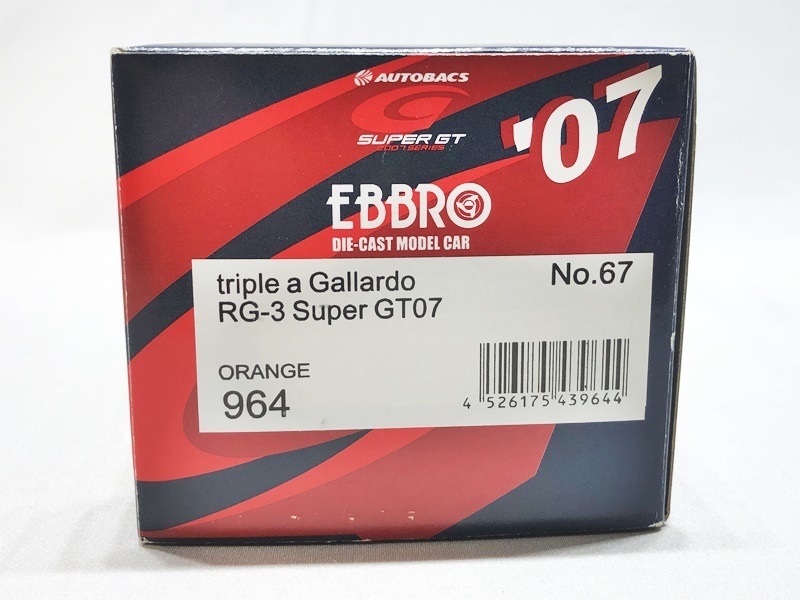 AUTOBACS
SUPER GT
2007 SERIES
'07
EBBRO
DIE-CAST MODEL CAR
triple a Gallardo
No.67
RG-3 Super GT07
ORANGE
964
4 526175 439644